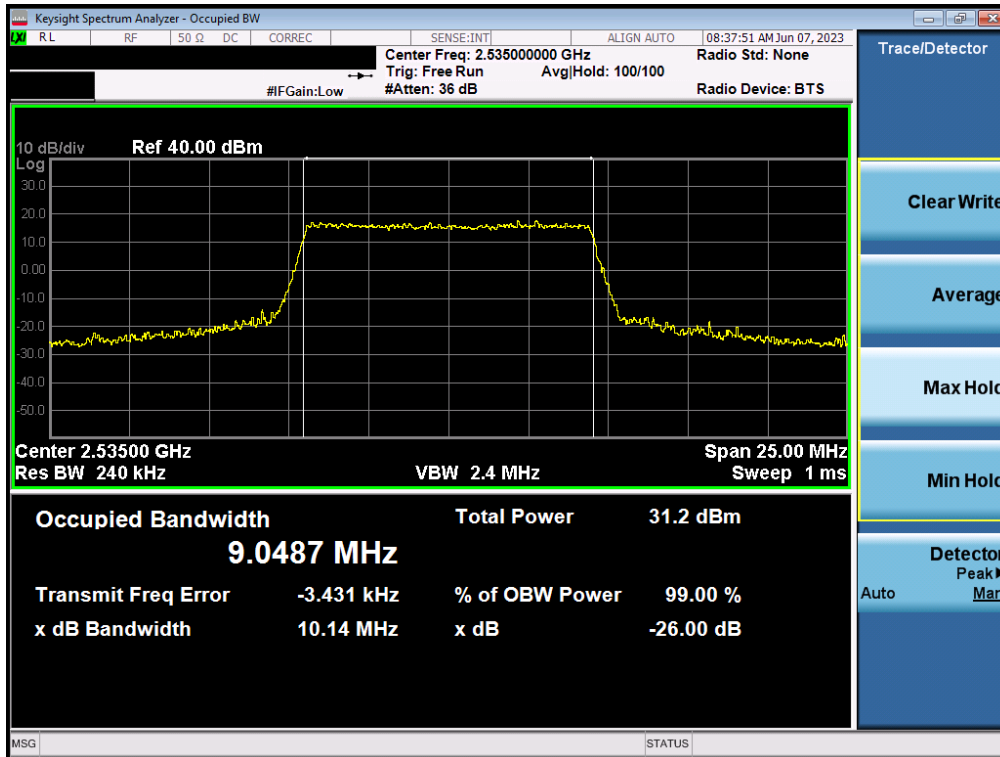 Keysight Spectrum Analyzer - Occupied BW
LXI RL RF 50 Ω DC CORREC SENSE:INT ALIGN AUTO 08:37:51 AM Jun 07, 2023
Center Freq: 2.535000000 GHz Radio Std: None
Trig: Free Run Avg|Hold: 100/100
#IFGain:Low #Atten: 36 dB Radio Device: BTS
Trace/Detector
10 dB/div Ref 40.00 dBm
Log
30.0
20.0
10.0
0.00
-10.0
-20.0
-30.0
-40.0
-50.0
Center 2.53500 GHz Span 25.00 MHz
Res BW 240 kHz VBW 2.4 MHz Sweep 1 ms
Occupied Bandwidth Total Power 31.2 dBm
9.0487 MHz
Transmit Freq Error -3.431 kHz % of OBW Power 99.00 %
x dB Bandwidth 10.14 MHz x dB -26.00 dB
Clear Write
Average
Max Hold
Min Hold
Detector
Peak▶
Auto Man
MSG STATUS